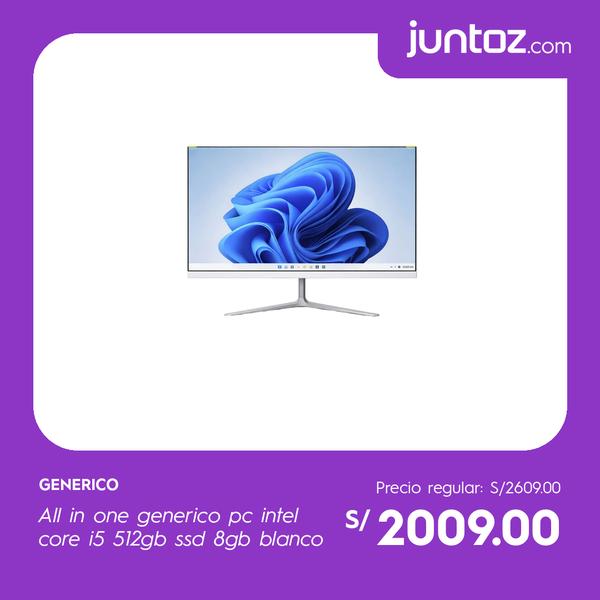 juntoz.com
GENERICO
All in one generico pc intel
core i5 512gb ssd 8gb blanco
Precio regular: S/2609.00
S/ 2009.00